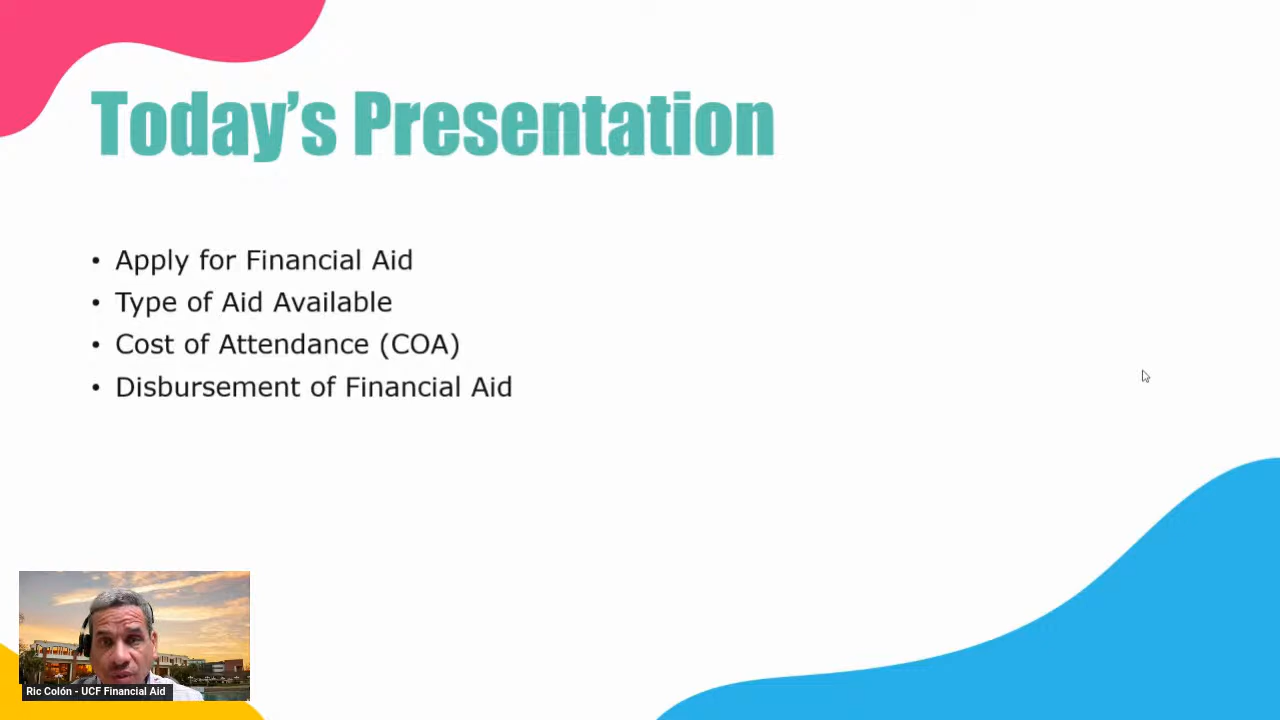 Today’s Presentation
• Apply for Financial Aid
• Type of Aid Available
• Cost of Attendance (COA)
• Disbursement of Financial Aid
Ric Colón - UCF Financial Aid